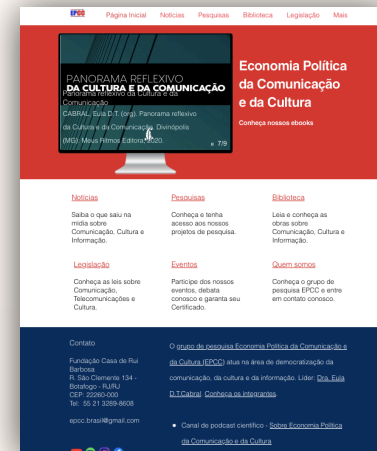 EPCC
Página Inicial Notícias Pesquisas Biblioteca Legislação Mais
PANORAMA REFLEXIVO
DA CULTURA E DA COMUNICAÇÃO
Panorama reflexivo da Cultura e da
Comunicação
CABRAL, Eula D.T. (org). Panorama reflexivo
da Cultura e da Comunicação. Divinópolis
(MG): Meus Ritmos Editora, 2020.
7/9
Economia Política
da Comunicação
e da Cultura
Conheça nossos ebooks
Notícias
Saiba o que saiu na
mídia sobre
Comunicação, Cultura e
Informação.
Pesquisas
Conheça e tenha
acesso aos nossos
projetos de pesquisa.
Biblioteca
Leia e conheça as
obras sobre
Comunicação, Cultura e
Informação.
Legislação
Conheça as leis sobre
Comunicação,
Telecomunicações e
Cultura.
Eventos
Participe dos nossos
eventos, debata
conosco e garanta seu
Certificado.
Quem somos
Conheça o grupo de
pesquisa EPCC e entre
em contato conosco.
Contato
Fundação Casa de Rui
Barbosa
R. São Clemente 134 -
Botafogo - RJ/RJ
CEP: 22260-000
Tel: 55 21 3289-8608
epcc.brasil@gmail.com
O grupo de pesquisa Economia Política da Comunicação e
da Cultura (EPCC) atua na área de democratização da
comunicação, da cultura e da informação. Líder: Dra. Eula
D.T.Cabral. Conheça os integrantes.
Canal de podcast científico - Sobre Economia Política
da Comunicação e da Cultura